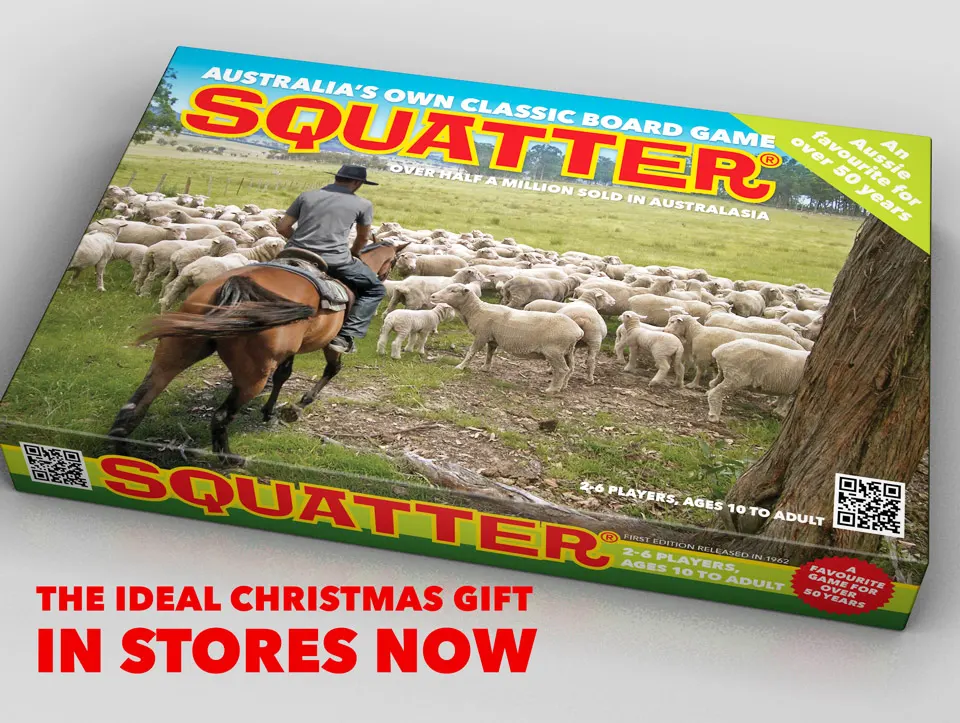 AUSTRALIA'S OWN CLASSIC BOARD GAME
SQUATTER®
OVER HALF A MILLION SOLD IN AUSTRALASIA
An
Aussie
favourite for
over 50 years
2-6 PLAYERS, AGES 10 TO ADULT
SQUATTER®
FIRST EDITION RELEASED IN 1962
2-6 PLAYERS,
AGES 10 TO ADULT
A
FAVOURITE
GAME FOR
OVER
50 YEARS
THE IDEAL CHRISTMAS GIFT
IN STORES NOW